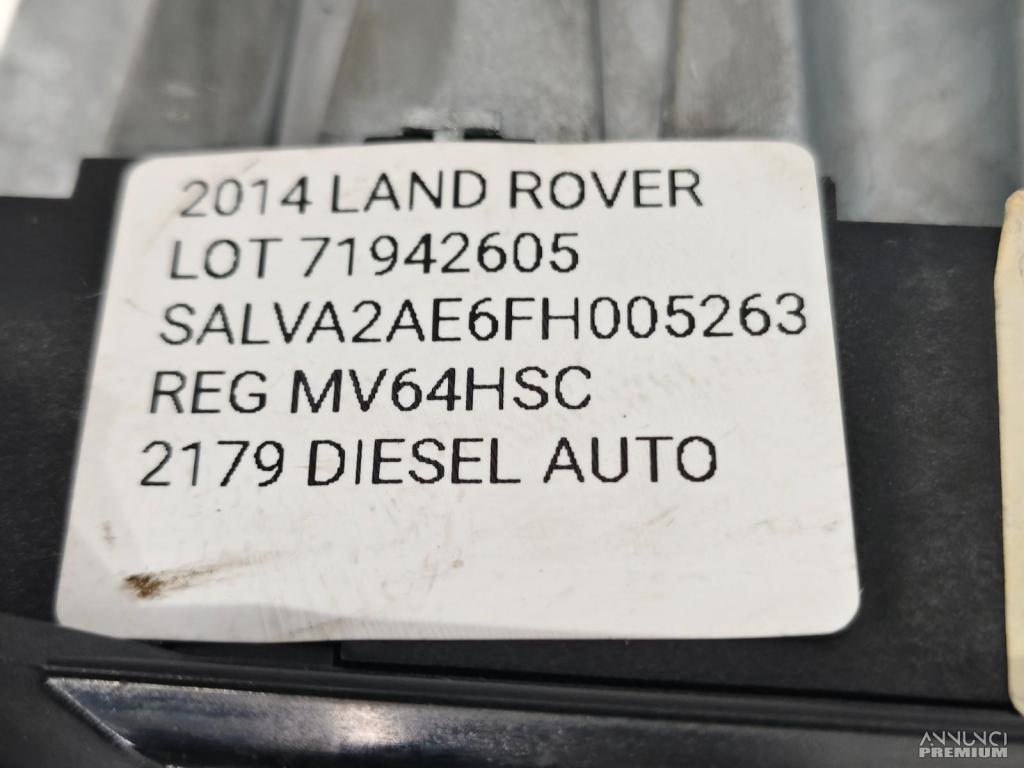 2014 LAND ROVER
LOT 71942605
SALVA2AE6FH005263
REG MV64HSC
2179 DIESEL AUTO
ANNUNCI
PREMIUM